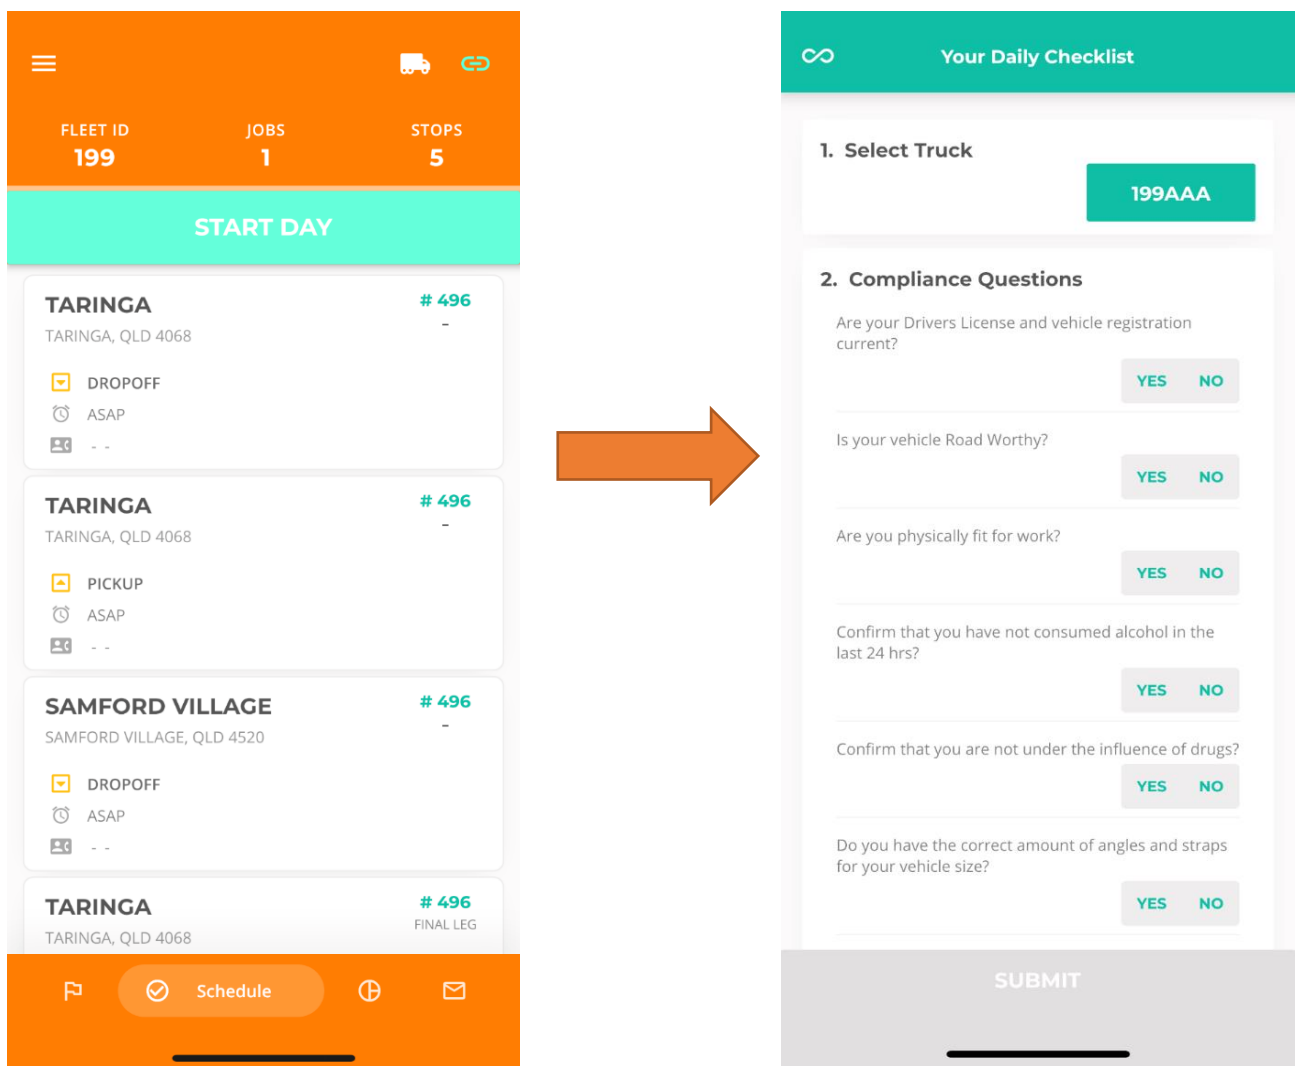 FLEET ID
JOBS
STOPS
199
1
5
START DAY
TARINGA
# 496
TARINGA, QLD 4068
-
DROPOFF
ASAP
- -
TARINGA
# 496
TARINGA, QLD 4068
-
PICKUP
ASAP
- -
SAMFORD VILLAGE
# 496
SAMFORD VILLAGE, QLD 4520
-
DROPOFF
ASAP
- -
TARINGA
# 496
TARINGA, QLD 4068
FINAL LEG
Schedule
Your Daily Checklist
1. Select Truck
199AAA
2. Compliance Questions
Are your Drivers License and vehicle registration
current?
YES NO
Is your vehicle Road Worthy?
YES NO
Are you physically fit for work?
YES NO
Confirm that you have not consumed alcohol in the
last 24 hrs?
YES NO
Confirm that you are not under the influence of drugs?
YES NO
Do you have the correct amount of angles and straps
for your vehicle size?
YES NO
SUBMIT